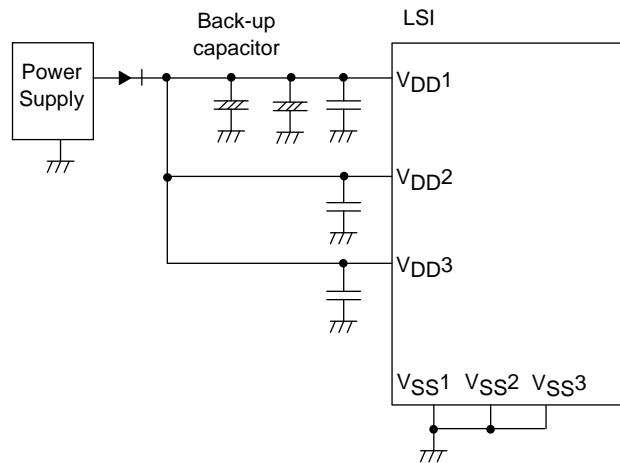 Back-up
capacitor
LSI
Power
Supply
VDD1
VDD2
VDD3
VSS1 VSS2 VSS3